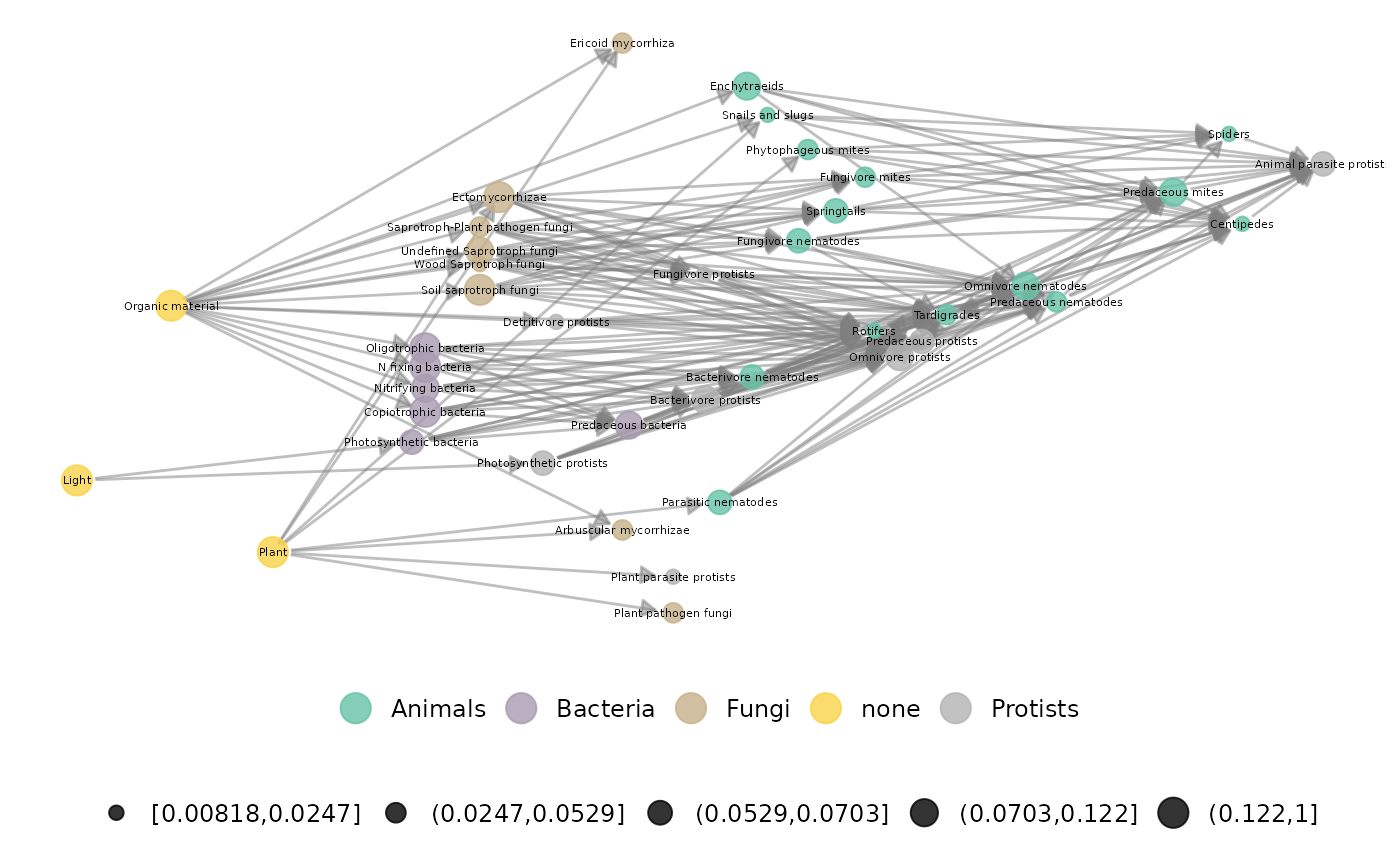 Ericoid mycorrhiza
Enchytraeids
Snails and slugs
Spiders
Phytophageous mites
Animal parasite protist
Fungivore mites
Predaceous mites
Ectomycorrhizae
Springtails
Centipedes
Saprotroph-Plant pathogen fungi
Fungivore nematodes
Undefined Saprotroph fungi
Wood Saprotroph fungi
Fungivore protists
Omnivore nematodes
Soil saprotroph fungi
Predaceous nematodes
Organic material
Tardigrades
Detritivore protists
Rotifers
Predaceous protists
Oligotrophic bacteria
Omnivore protists
N fixing bacteria
Bacterivore nematodes
Nitrifying bacteria
Bacterivore protists
Copiotrophic bacteria
Predaceous bacteria
Photosynthetic bacteria
Photosynthetic protists
Light
Parasitic nematodes
Arbuscular mycorrhizae
Plant
Plant parasite protists
Plant pathogen fungi
Animals Bacteria Fungi none Protists
[0.00818,0.0247] (0.0247,0.0529] (0.0529,0.0703] (0.0703,0.122] (0.122,1]